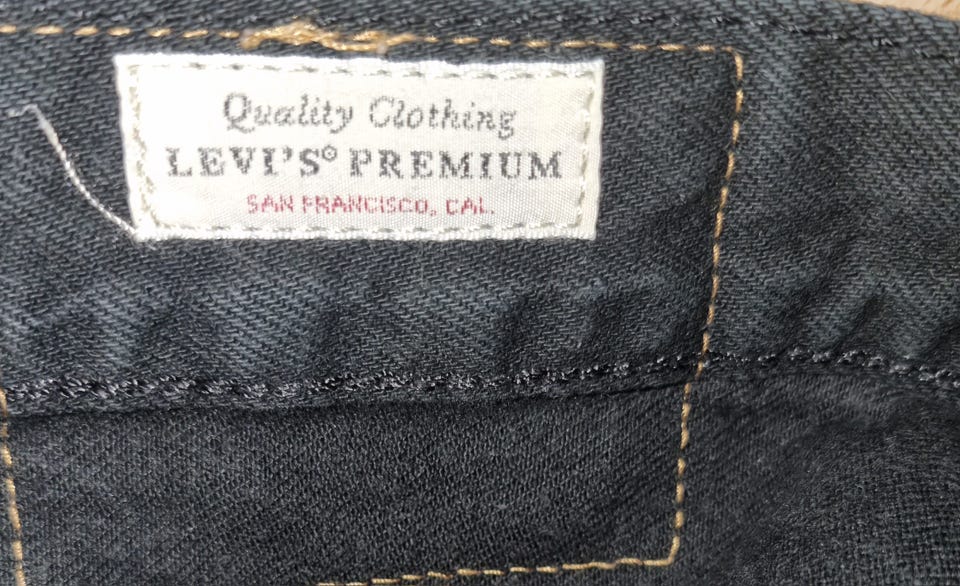 Quality Clothing
LEVI'S® PREMIUM
SAN FRANCISCO, CAL.